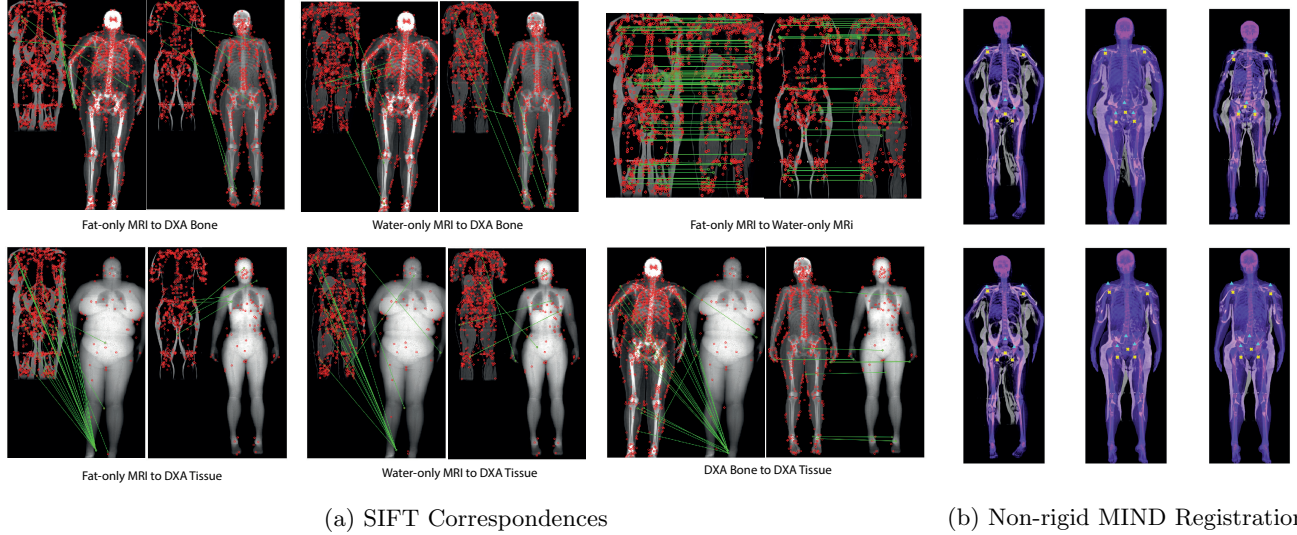 Fat-only MRI to DXA Bone
Water-only MRI to DXA Bone
Fat-only MRI to Water-only MRi
Fat-only MRI to DXA Tissue
Water-only MRI to DXA Tissue
DXA Bone to DXA Tissue
(a) SIFT Correspondences
(b) Non-rigid MIND Registration